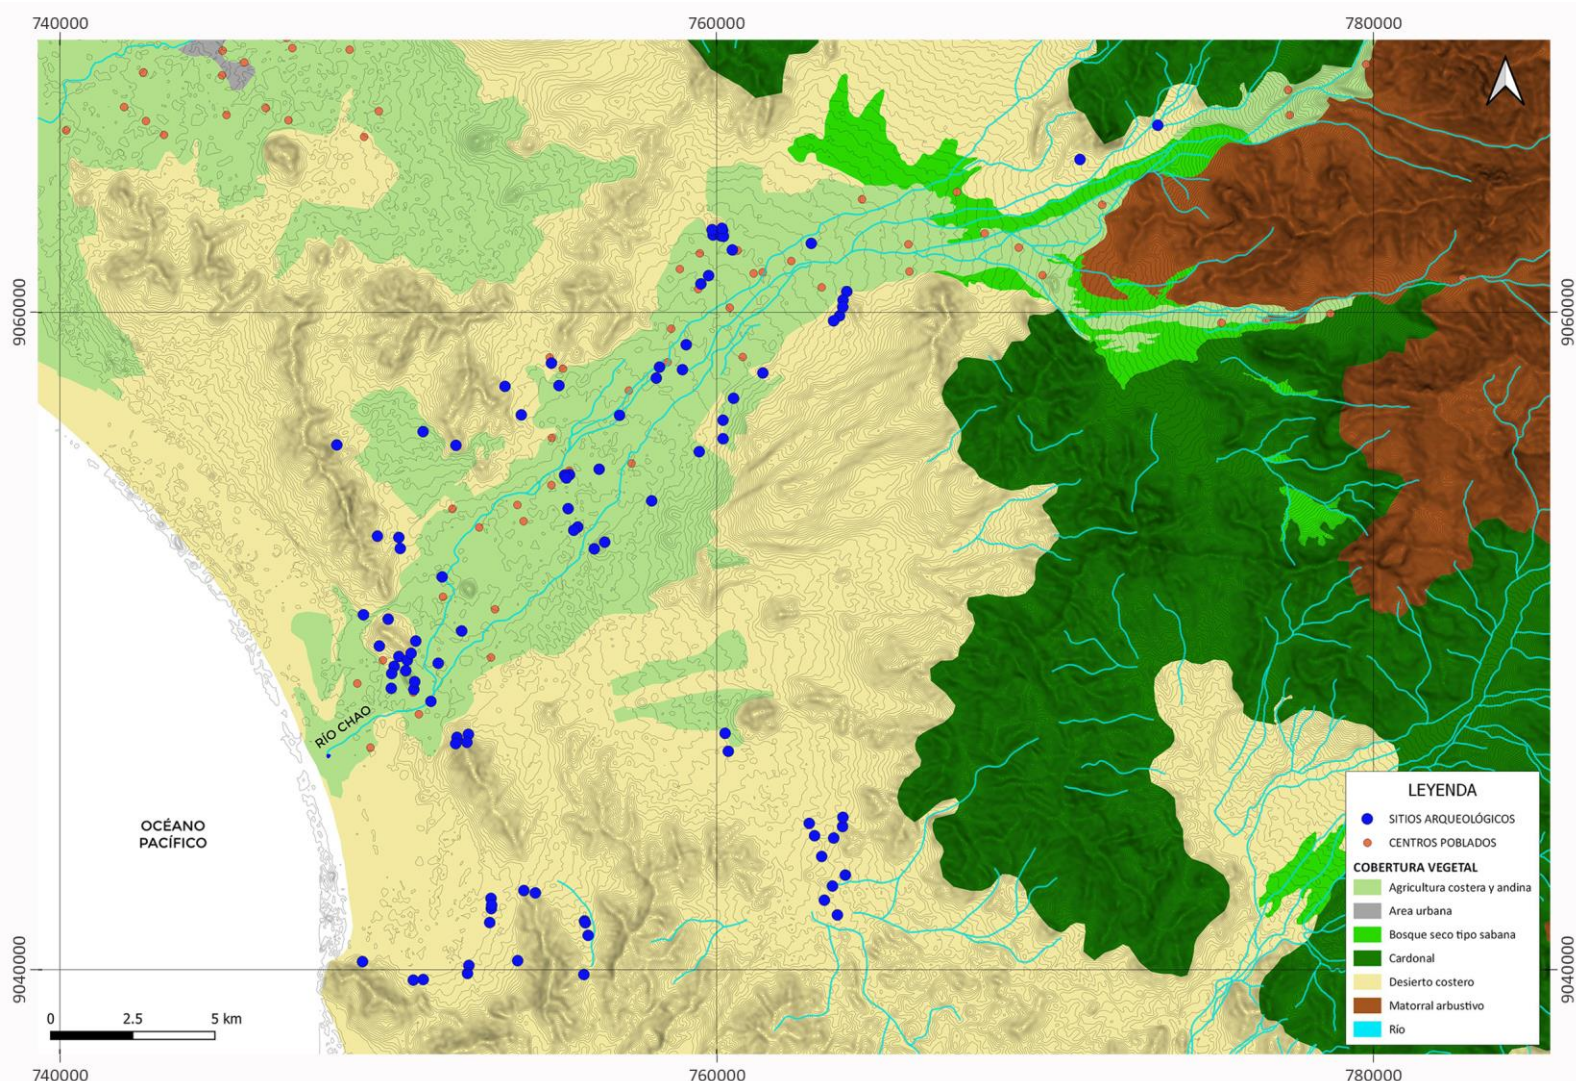 740000
760000
780000
9060000
9060000
RÍO CHAO
OCÉANO
PACÍFICO
9040000
9040000
0 2.5 5 km
LEYENDA
SITIOS ARQUEOLÓGICOS
CENTROS POBLADOS
COBERTURA VEGETAL
Agricultura costera y andina
Area urbana
Bosque seco tipo sabana
Cardonal
Desierto costero
Matorral arbustivo
Río
740000
760000
780000